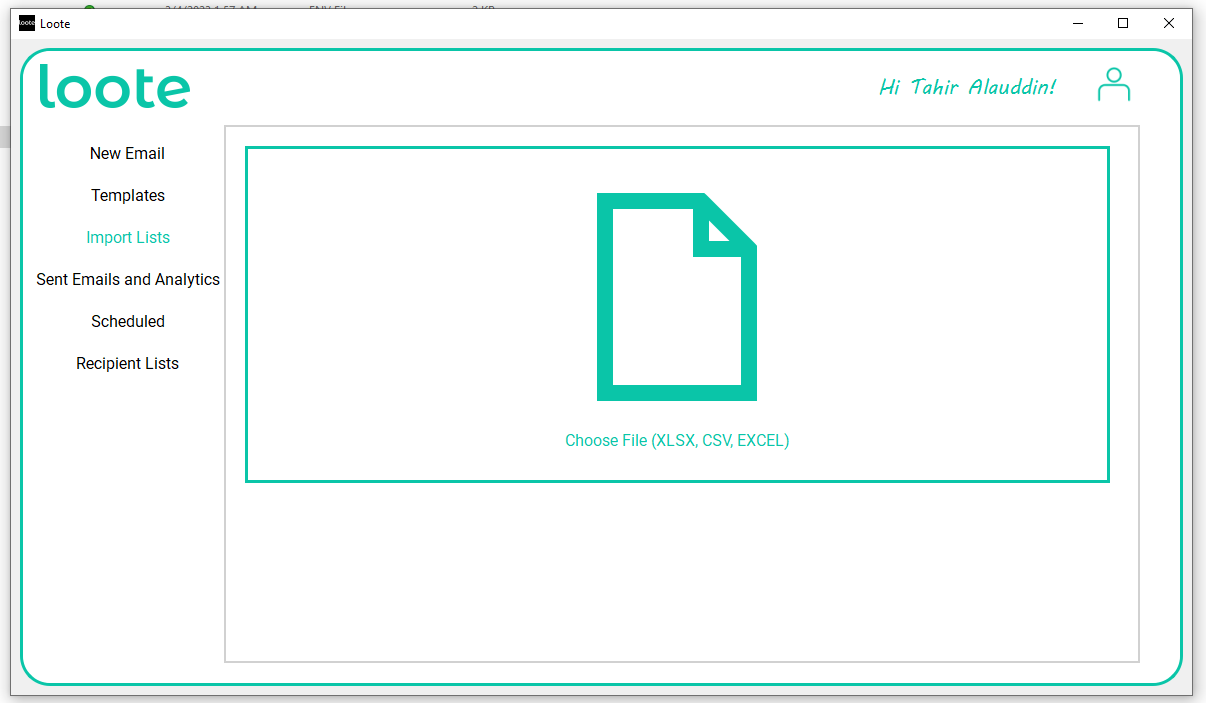 Loote
loote
Hi Tahir Alauddin!
New Email
Templates
Import Lists
Sent Emails and Analytics
Scheduled
Recipient Lists
Choose File (XLSX, CSV, EXCEL)